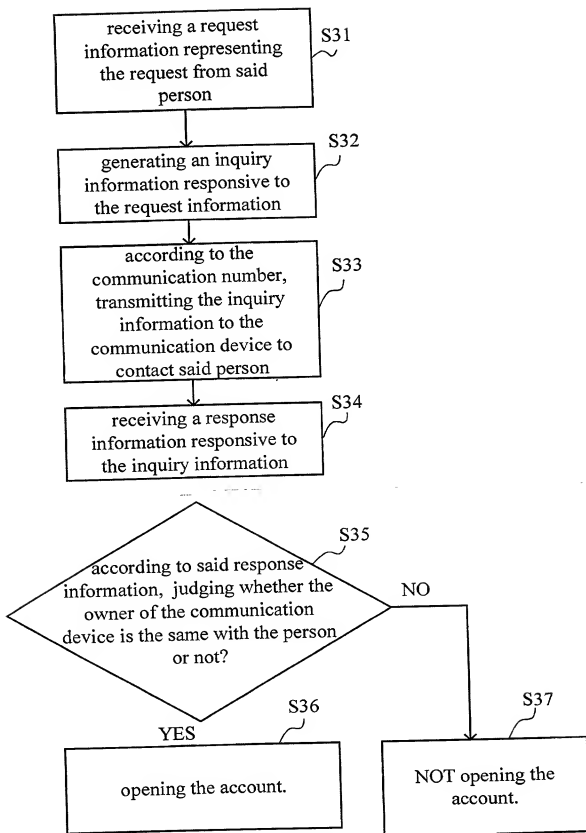 receiving a request
information representing
the request from said
person
S31
generating an inquiry
information responsive to
the request information
S32
according to the
communication number,
transmitting the inquiry
information to the
communication device to
contact said person
S33
receiving a response
information responsive to
the inquiry information
S34
according to said response
information, judging whether the
owner of the communication
device is the same with the person
or not?
S35
NO
YES
S36
opening the account.
S37
NOT opening the
account.